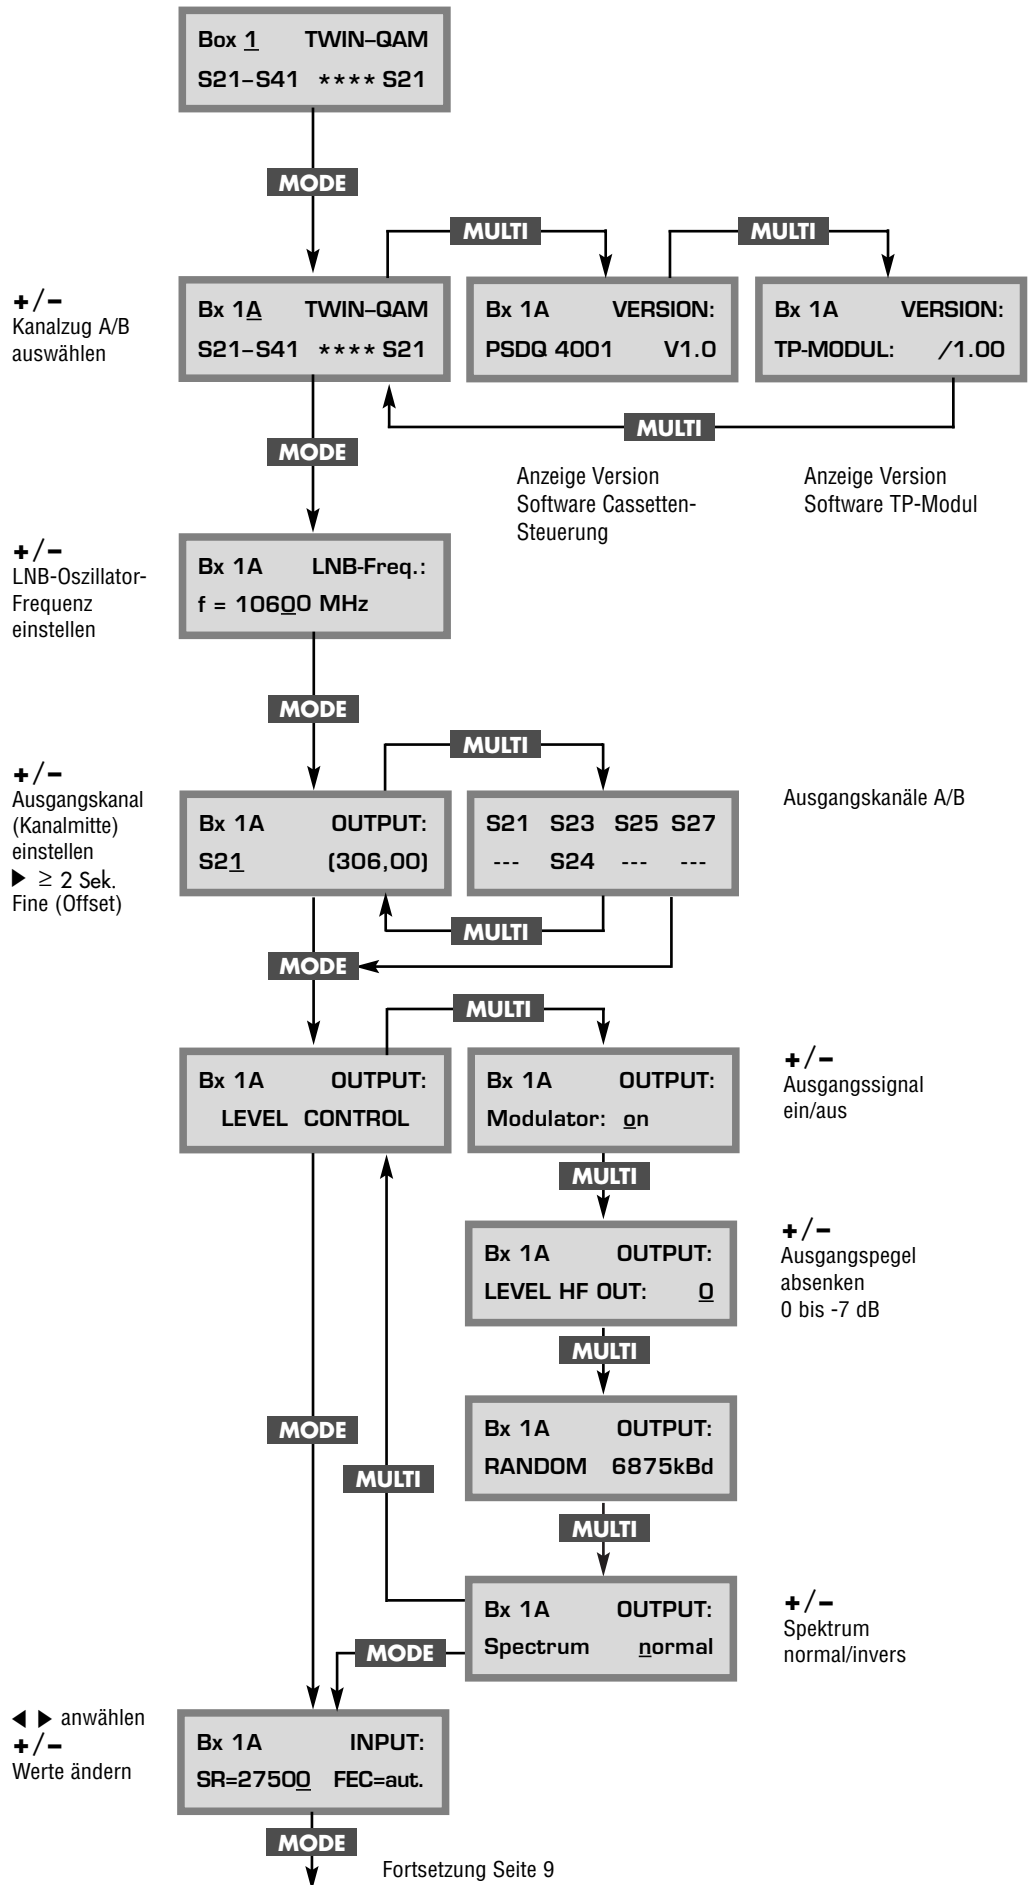 Box 1 TWIN–QAM
S21–S41 **** S21
MODE
MULTI
MULTI
+/–
Kanalzug A/B
auswählen
Bx 1A TWIN–QAM
S21–S41 **** S21
Bx 1A VERSION:
PSDQ 4001 V1.0
Bx 1A VERSION:
TP-MODUL: /1.00
MULTI
MODE
Anzeige Version
Software Cassetten-
Steuerung
Anzeige Version
Software TP-Modul
+/–
LNB-Oszillator-
Frequenz
einstellen
Bx 1A LNB-Freq.:
f = 10600 MHz
MODE
MULTI
+/–
Ausgangskanal
(Kanalmitte)
einstellen
▶ ≥ 2 Sek.
Fine (Offset)
Bx 1A OUTPUT:
S21 (306,00)
S21 S23 S25 S27
--- S24 --- ---
Ausgangskanäle A/B
MULTI
MODE
MULTI
Bx 1A OUTPUT:
LEVEL CONTROL
Bx 1A OUTPUT:
Modulator: on
+/–
Ausgangssignal
ein/aus
MULTI
Bx 1A OUTPUT:
LEVEL HF OUT: 0
+/–
Ausgangspegel
absenken
0 bis -7 dB
MULTI
MODE
Bx 1A OUTPUT:
RANDOM 6875kBd
MULTI
MULTI
Bx 1A OUTPUT:
Spectrum normal
+/–
Spektrum
normal/invers
MODE
◀ ▶ anwählen
+/–
Werte ändern
Bx 1A INPUT:
SR=27500 FEC=aut.
MODE
Fortsetzung Seite 9